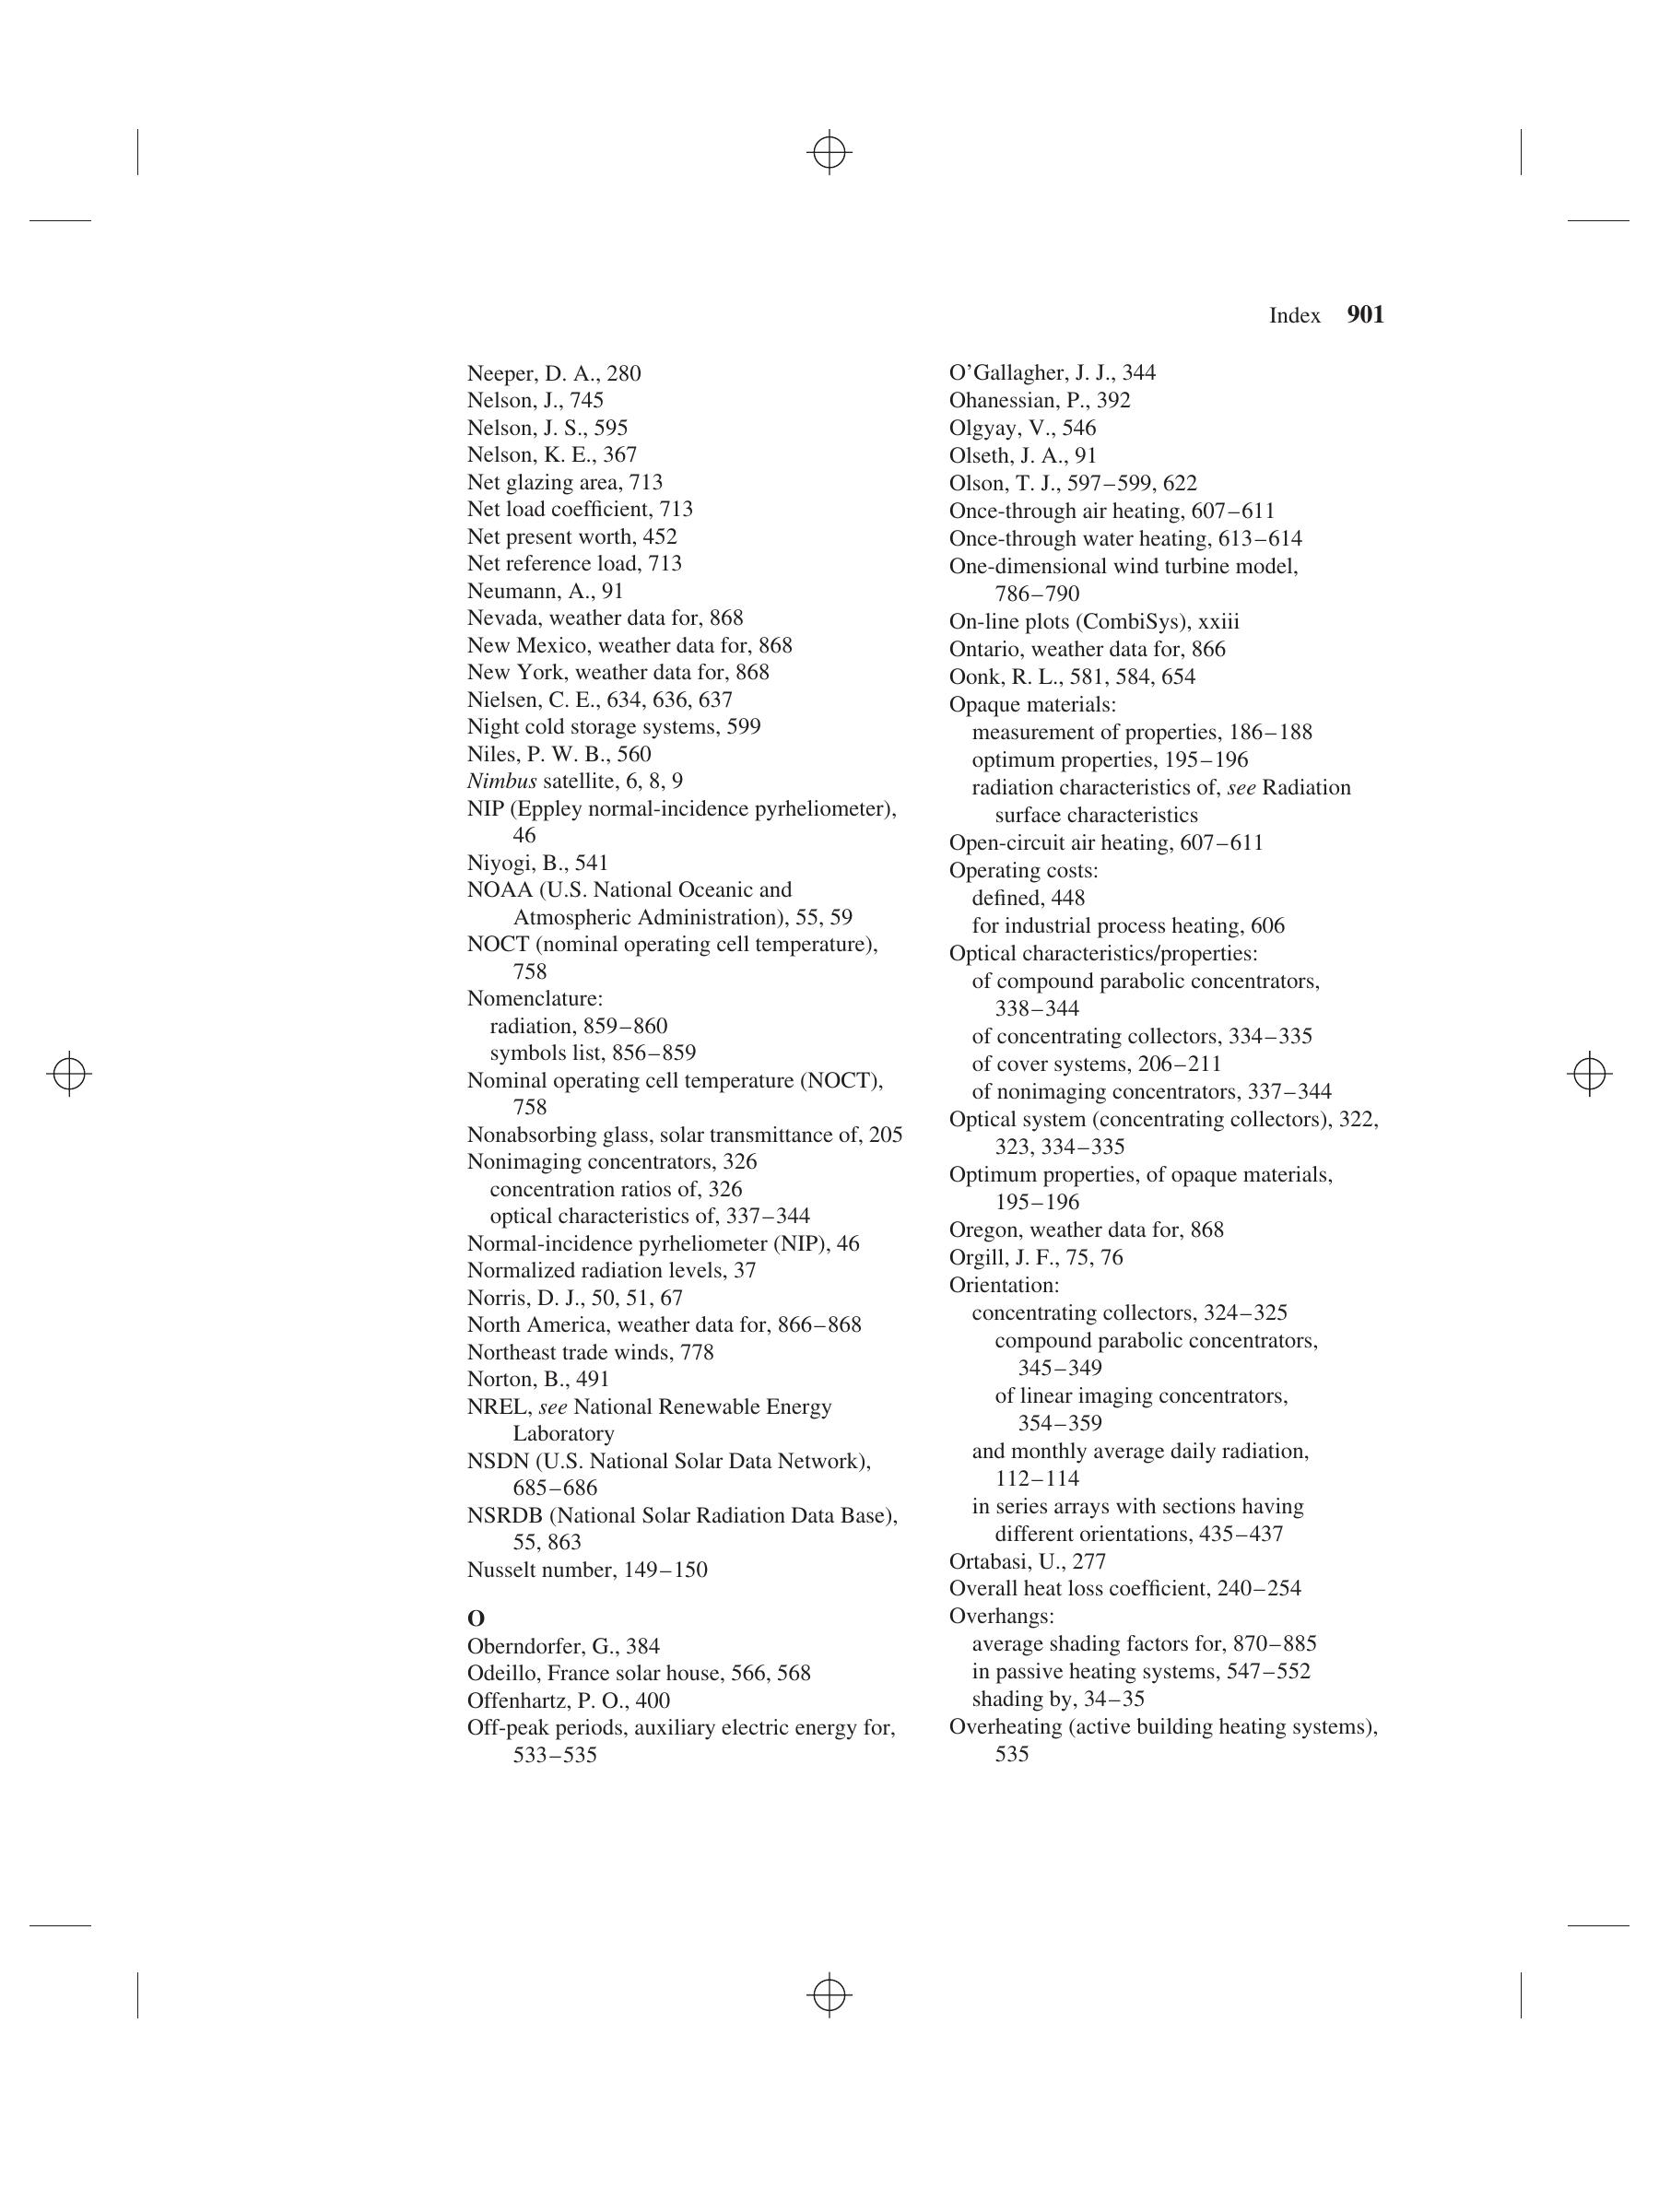 Index 901
Neeper, D. A., 280
Nelson, J., 745
Nelson, J. S., 595
Nelson, K. E., 367
Net glazing area, 713
Net load coefficient, 713
Net present worth, 452
Net reference load, 713
Neumann, A., 91
Nevada, weather data for, 868
New Mexico, weather data for, 868
New York, weather data for, 868
Nielsen, C. E., 634, 636, 637
Night cold storage systems, 599
Niles, P. W. B., 560
Nimbus satellite, 6, 8, 9
NIP (Eppley normal-incidence pyrheliometer),
46
Niyogi, B., 541
NOAA (U.S. National Oceanic and
Atmospheric Administration), 55, 59
NOCT (nominal operating cell temperature),
758
Nomenclature:
radiation, 859–860
symbols list, 856–859
Nominal operating cell temperature (NOCT),
758
Nonabsorbing glass, solar transmittance of, 205
Nonimaging concentrators, 326
concentration ratios of, 326
optical characteristics of, 337–344
Normal-incidence pyrheliometer (NIP), 46
Normalized radiation levels, 37
Norris, D. J., 50, 51, 67
North America, weather data for, 866–868
Northeast trade winds, 778
Norton, B., 491
NREL, see National Renewable Energy
Laboratory
NSDN (U.S. National Solar Data Network),
685–686
NSRDB (National Solar Radiation Data Base),
55, 863
Nusselt number, 149–150
O
Oberndorfer, G., 384
Odeillo, France solar house, 566, 568
Offenhartz, P. O., 400
Off-peak periods, auxiliary electric energy for,
533–535
O’Gallagher, J. J., 344
Ohanessian, P., 392
Olgyay, V., 546
Olseth, J. A., 91
Olson, T. J., 597–599, 622
Once-through air heating, 607–611
Once-through water heating, 613–614
One-dimensional wind turbine model,
786–790
On-line plots (CombiSys), xxiii
Ontario, weather data for, 866
Oonk, R. L., 581, 584, 654
Opaque materials:
measurement of properties, 186–188
optimum properties, 195–196
radiation characteristics of, see Radiation
surface characteristics
Open-circuit air heating, 607–611
Operating costs:
defined, 448
for industrial process heating, 606
Optical characteristics/properties:
of compound parabolic concentrators,
338–344
of concentrating collectors, 334–335
of cover systems, 206–211
of nonimaging concentrators, 337–344
Optical system (concentrating collectors), 322,
323, 334–335
Optimum properties, of opaque materials,
195–196
Oregon, weather data for, 868
Orgill, J. F., 75, 76
Orientation:
concentrating collectors, 324–325
compound parabolic concentrators,
345–349
of linear imaging concentrators,
354–359
and monthly average daily radiation,
112–114
in series arrays with sections having
different orientations, 435–437
Ortabasi, U., 277
Overall heat loss coefficient, 240–254
Overhangs:
average shading factors for, 870–885
in passive heating systems, 547–552
shading by, 34–35
Overheating (active building heating systems),
535